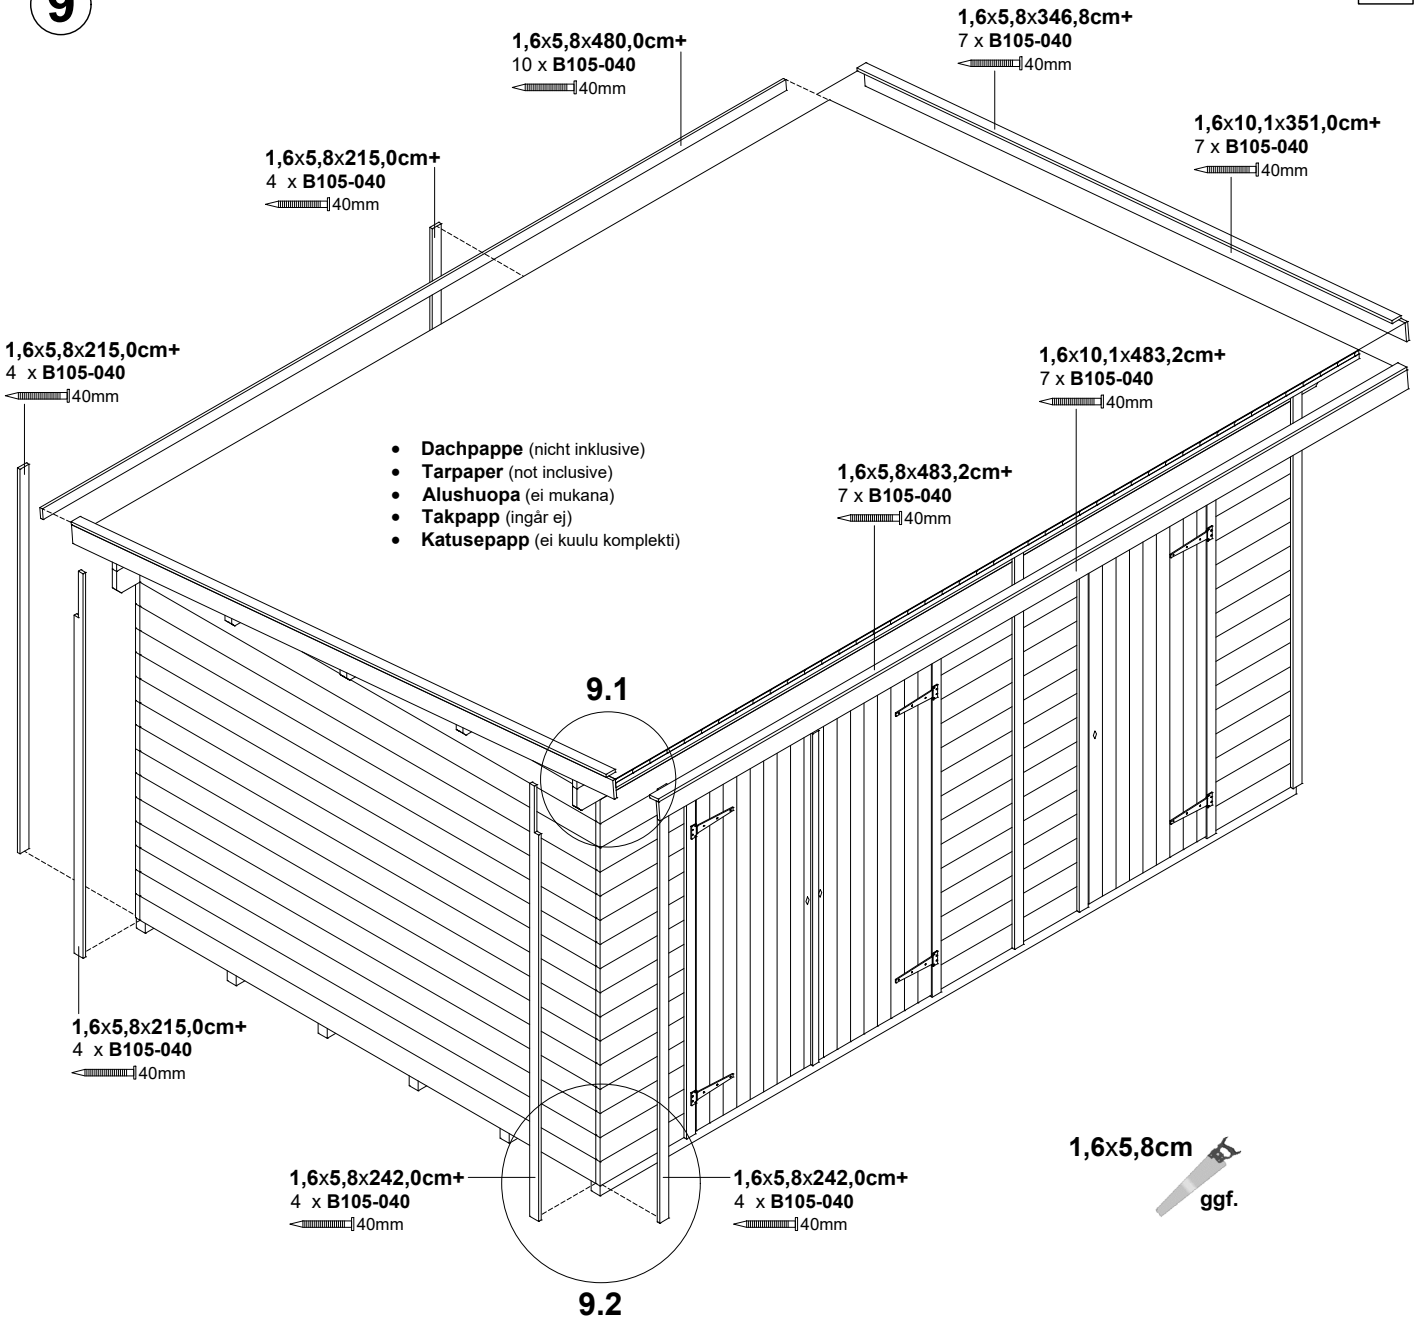 9
1,6x5,8x346,8cm+
7 x B105-040
40mm
1,6x5,8x480,0cm+
10 x B105-040
40mm
1,6x10,1x351,0cm+
7 x B105-040
40mm
1,6x5,8x215,0cm+
4 x B105-040
40mm
1,6x5,8x215,0cm+
4 x B105-040
40mm
1,6x10,1x483,2cm+
7 x B105-040
40mm
• Dachpappe (nicht inklusive)
• Tarpaper (not inclusive)
• Alushuopa (ei mukana)
• Takpapp (ingår ej)
• Katusepapp (ei kuulu komplekti)
1,6x5,8x483,2cm+
7 x B105-040
40mm
9.1
1,6x5,8x215,0cm+
4 x B105-040
40mm
1,6x5,8x242,0cm+
4 x B105-040
40mm
1,6x5,8x242,0cm+
4 x B105-040
40mm
1,6x5,8cm
ggf.
9.2